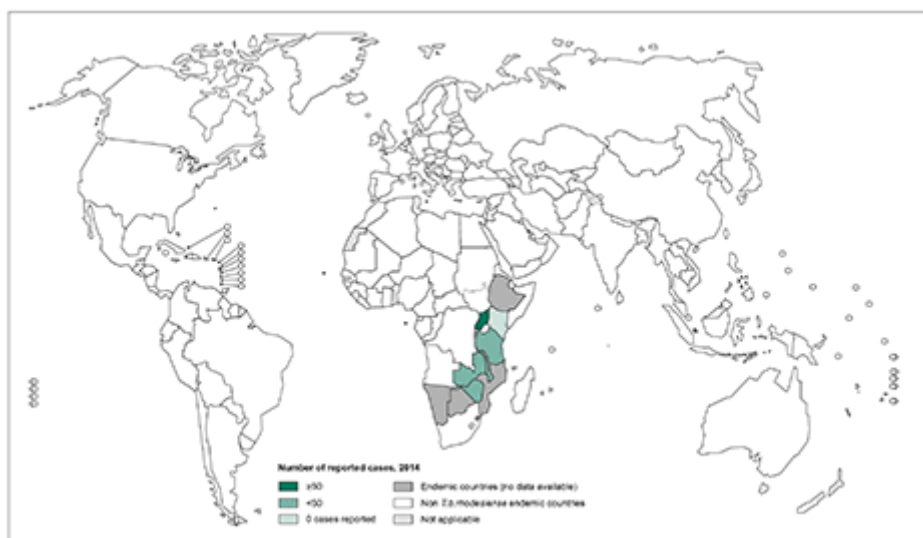 Number of reported cases, 2014
≥50
<50
0 cases reported
Endemic countries (no data available)
Non T.b. rhodesiense endemic countries
Not applicable